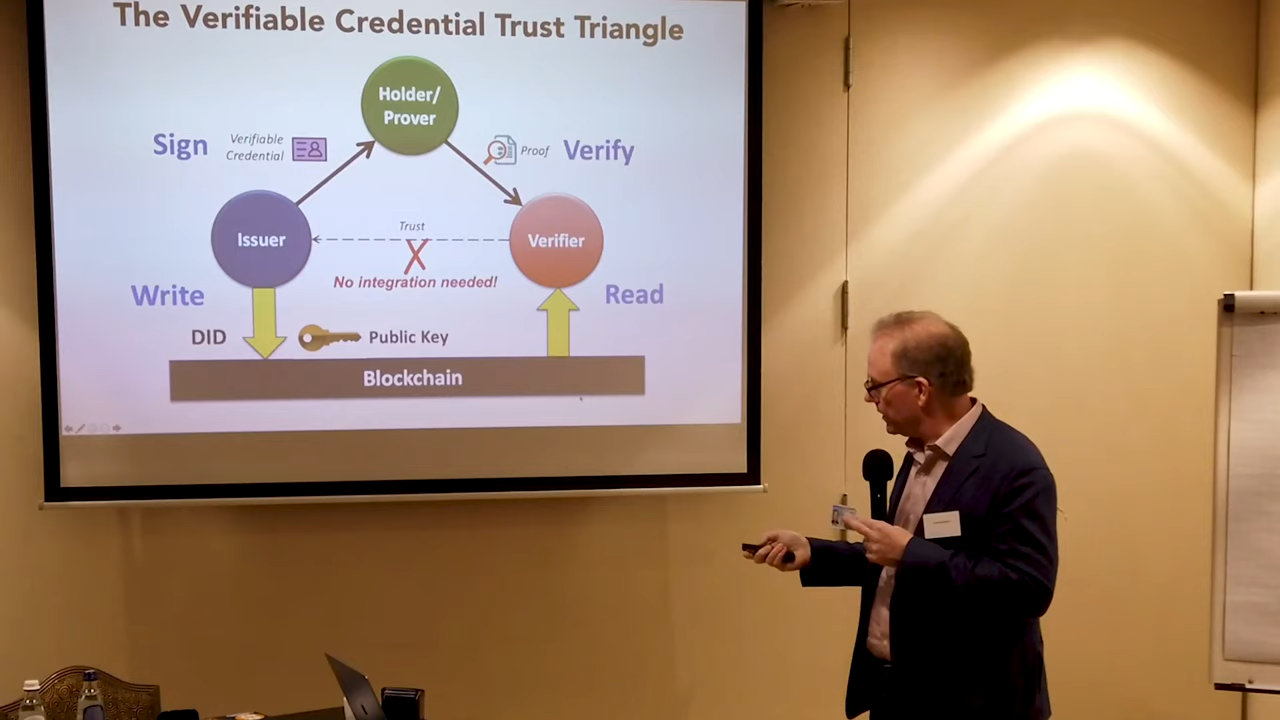 The Verifiable Credential Trust Triangle
Holder/
Prover
Sign
Verifiable
Credential
Proof
Verify
Issuer
Trust
Verifier
No integration needed!
Write
Read
DID
Public Key
Blockchain